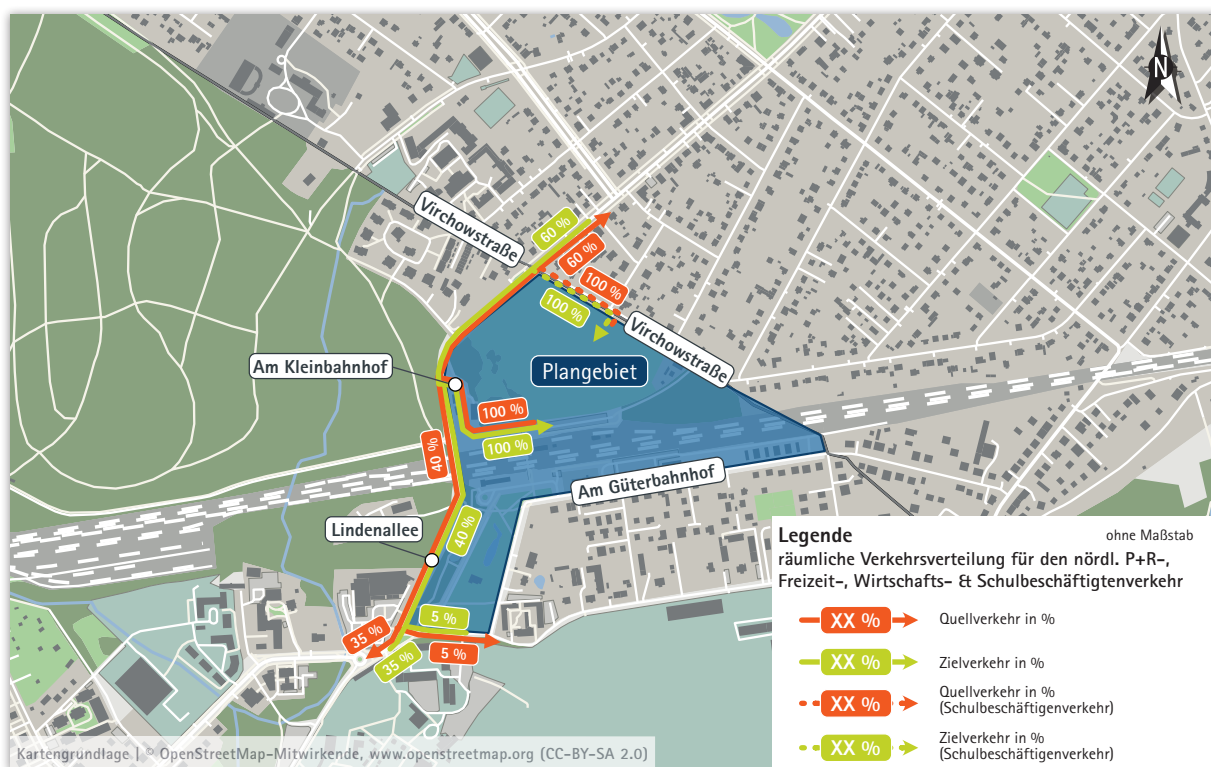 N
Virchowstraße
60 %
60 %
100 %
100 %
Virchowstraße
Am Kleinbahnhof
Plangebiet
100 %
100 %
40 %
Am Güterbahnhof
Lindenallee
40 %
5 %
35 %
35 %
5 %
Legende
ohne Maßstab
räumliche Verkehrsverteilung für den nördl. P+R-,
Freizeit-, Wirtschafts- & Schulbeschäftigtenverkehr
XX %
Quellverkehr in %
XX %
Zielverkehr in %
XX %
Quellverkehr in %
(Schulbeschäftigenverkehr)
XX %
Zielverkehr in %
(Schulbeschäftigenverkehr)
Kartengrundlage | © OpenStreetMap-Mitwirkende, www.openstreetmap.org (CC-BY-SA 2.0)